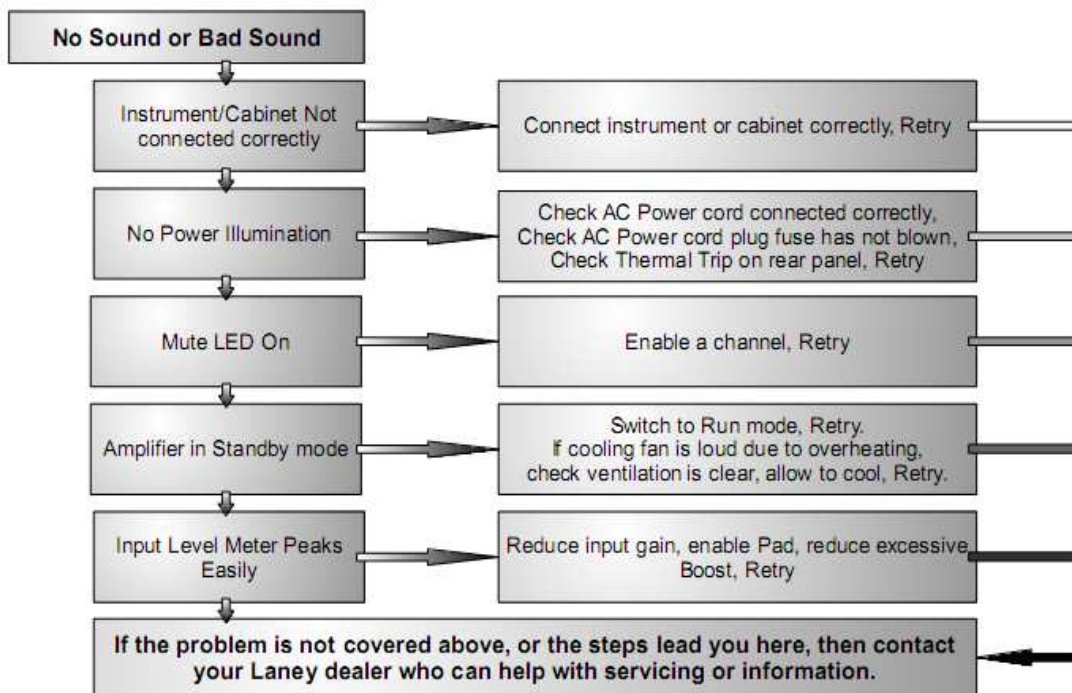 No Sound or Bad Sound
Instrument/Cabinet Not
connected correctly
Connect instrument or cabinet correctly, Retry
No Power Illumination
Check AC Power cord connected correctly,
Check AC Power cord plug fuse has not blown,
Check Thermal Trip on rear panel, Retry
Mute LED On
Enable a channel, Retry
Amplifier in Standby mode
Switch to Run mode, Retry.
If cooling fan is loud due to overheating,
check ventilation is clear, allow to cool, Retry.
Input Level Meter Peaks
Easily
Reduce input gain, enable Pad, reduce excessive
Boost, Retry
If the problem is not covered above, or the steps lead you here, then contact
your Laney dealer who can help with servicing or information.